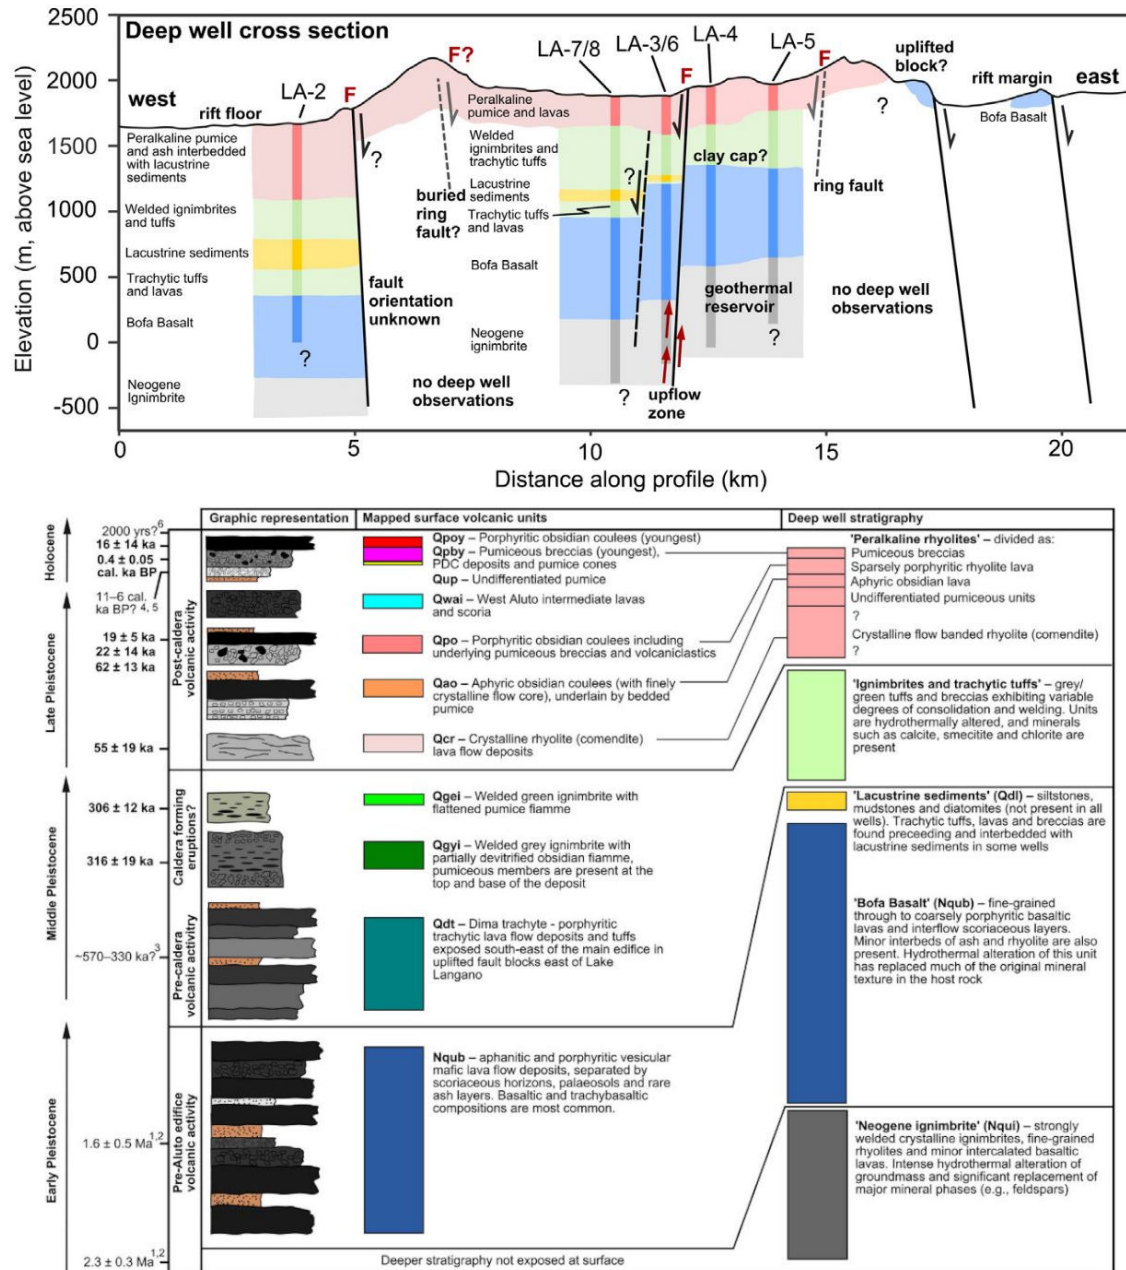 Deep well cross section
2500
2000
1500
1000
500
0
-500
Elevation (m, above sea level)
west
rift floor
LA-2
F
F?
LA-7/8
LA-3/6
F
LA-4
LA-5
F
uplifted
block?
rift margin
east
Bofa Basalt
Peralkaline pumice
and ash interbedded
with lacustrine
sediments
Welded ignimbrites
and tuffs
Lacustrine sediments
Trachytic tuffs
and lavas
Bofa Basalt
?
Neogene
Ignimbrite
?
fault
orientation
unknown
buried
ring
fault?
no deep well
observations
Peralkaline
pumice and lavas
Welded
ignimbrites and
trachytic tuffs
Lacustrine
sediments
Trachytic tuffs
and lavas
Bofa Basalt
Neogene
ignimbrite
?
?
clay cap?
geothermal
reservoir
?
upflow
zone
ring fault
?
no deep well
observations
0
5
10
15
20
Distance along profile (km)
Graphic representation
Mapped surface volcanic units
Deep well stratigraphy
Holocene
Late Pleistocene
Middle Pleistocene
Early Pleistocene
2000 yrs?6
16 ± 14 ka
0.4 ± 0.05
cal. ka BP
11–6 cal.
ka BP? 4, 5
19 ± 5 ka
22 ± 14 ka
62 ± 13 ka
55 ± 19 ka
306 ± 12 ka
316 ± 19 ka
~570–330 ka?3
1.6 ± 0.5 Ma1,2
2.3 ± 0.3 Ma1,2
Post-caldera
volcanic activity
Caldera forming
eruptions?
Pre-caldera
volcanic activitry
Pre-Aluto edifice
volcanic activity
Qpoy – Porphyritic obsidian coulees (youngest)
Qpby – Pumiceous breccias (youngest),
PDC deposits and pumice cones
Qup – Undifferentiated pumice
Qwai – West Aluto intermediate lavas
and scoria
Qpo – Porphyritic obsidian coulees including
underlying pumiceous breccias and volcaniclastics
Qao – Aphyric obsidian coulees (with finely
crystalline flow core), underlain by bedded
pumice
Qcr – Crystalline rhyolite (comendite)
lava flow deposits
Qgei – Welded green ignimbrite with
flattened pumice fiamme
Qgyi – Welded grey ignimbrite with
partially devitrified obsidian fiamme,
pumiceous members are present at the
top and base of the deposit
Qdt – Dima trachyte - porphyritic
trachytic lava flow deposits and tuffs
exposed south-east of the main edifice in
uplifted fault blocks east of Lake
Langano
Nqub – aphanitic and porphyritic vesicular
mafic lava flow deposits, separated by
scoriaceous horizons, palaeosols and rare
ash layers. Basaltic and trachybasaltic
compositions are most common.
Deeper stratigraphy not exposed at surface
'Peralkaline rhyolites' – divided as:
Pumiceous breccias
Sparsely porphyritic rhyolite lava
Aphyric obsidian lava
Undifferentiated pumiceous units
?
Crystalline flow banded rhyolite (comendite)
?
'Ignimbrites and trachytic tuffs' – grey/
green tuffs and breccias exhibiting variable
degrees of consolidation and welding. Units
are hydrothermally altered, and minerals
such as calcite, smecitite and chlorite are
present
'Lacustrine sediments' (Qdl) – siltstones,
mudstones and diatomites (not present in all
wells). Trachytic tuffs, lavas and breccias are
found preceeding and interbedded with
lacustrine sediments in some wells
'Bofa Basalt' (Nqub) – fine-grained
through to coarsely porphyritic basaltic
lavas and interflow scoriaceous layers.
Minor interbeds of ash and rhyolite are also
present. Hydrothermal alteration of this unit
has replaced much of the original mineral
texture in the host rock
'Neogene ignimbrite' (Nqui) – strongly
welded crystalline ignimbrites, fine-grained
rhyolites and minor intercalated basaltic
lavas. Intense hydrothermal alteration of
groundmass and significant replacement of
major mineral phases (e.g., feldspars)